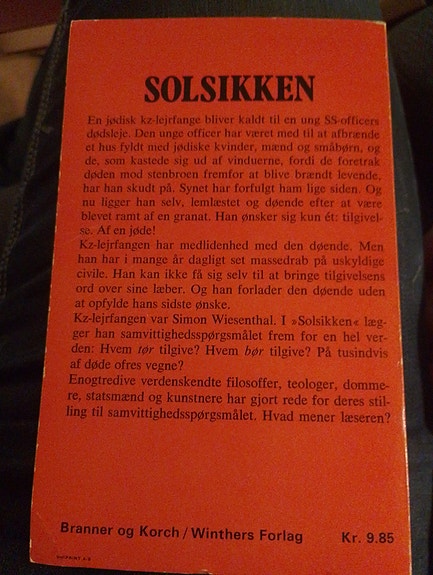 SOLSIKKEN
En jødisk kz-lejrfange bliver kaldt til en ung SS-officers
dødsleje. Den unge officer har været med til at afbrænde
et hus fyldt med jødiske kvinder, mænd og småbørn, og
de, som kastede sig ud af vinduerne, fordi de foretrak
døden mod stenbroen fremfor at blive brændt levende,
har han skudt på. Synet har forfulgt ham lige siden. Og
nu ligger han selv, lemlæstet og døende efter at være
blevet ramt af en granat. Han ønsker sig kun ét: tilgivel-
se. Af en jøde!
Kz-lejrfangen har medlidenhed med den døende. Men
han har i mange år dagligt set massedrab på uskyldige
civile. Han kan ikke få sig selv til at bringe tilgivelsens
ord over sine læber. Og han forlader den døende uden
at opfylde hans sidste ønske.
Kz-lejrfangen var Simon Wiesenthal. I »Solsikken« læg-
ger han samvittighedsspørgsmålet frem for en hel ver-
den: Hvem tør tilgive? Hvem bør tilgive? På tusindvis
af døde ofres vegne?
Enogtredive verdenskendte filosoffer, teologer, domme-
re, statsmænd og kunstnere har gjort rede for deres stil-
ling til samvittighedsspørgsmålet. Hvad mener læseren?
Branner og Korch/Winthers Forlag Kr. 9.85